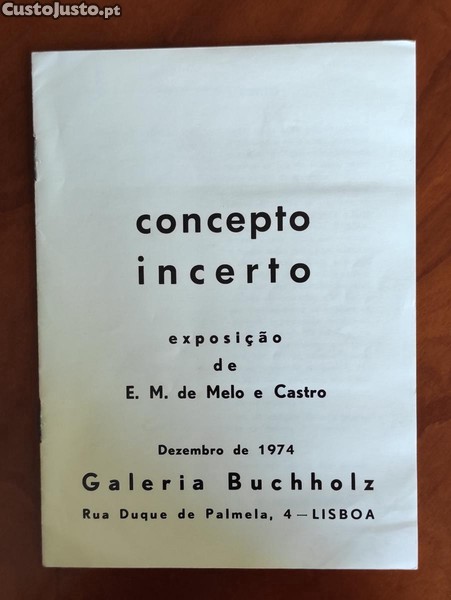 CustoJusto.pt
concepto
incerto
exposição
de
E. M. de Melo e Castro
Dezembro de 1974
Galeria Buchholz
Rua Duque de Palmela, 4 — LISBOA